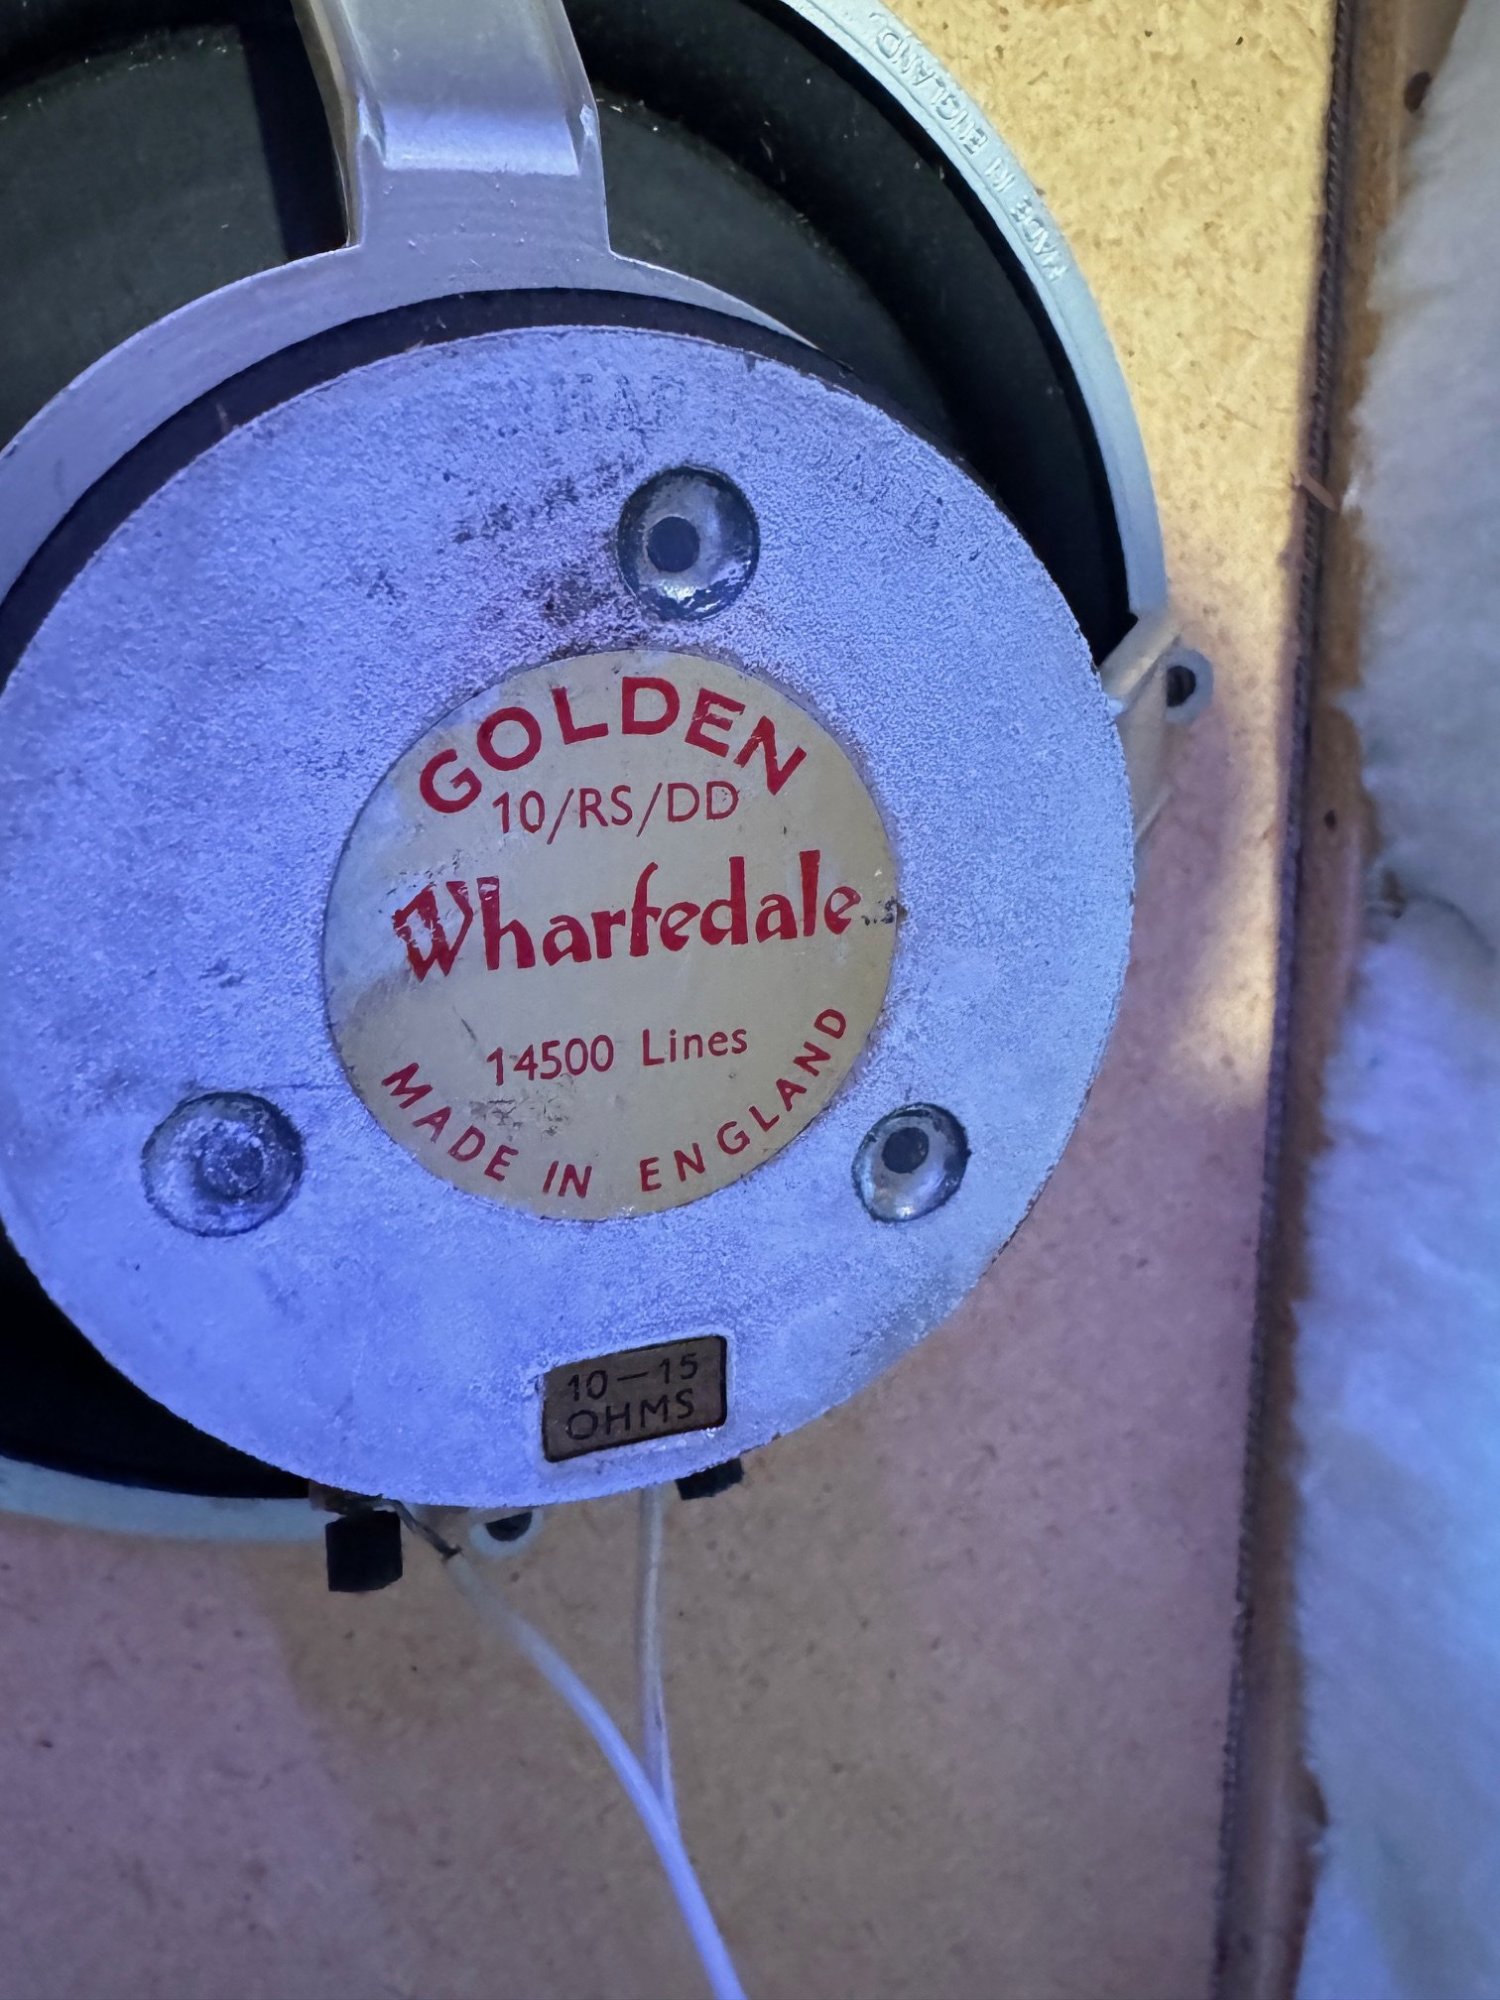 MADE IN ENGLAND
GOLDEN
10/RS/DD
Wharfedale
14500 Lines
MADE IN ENGLAND
10-15
OHMS